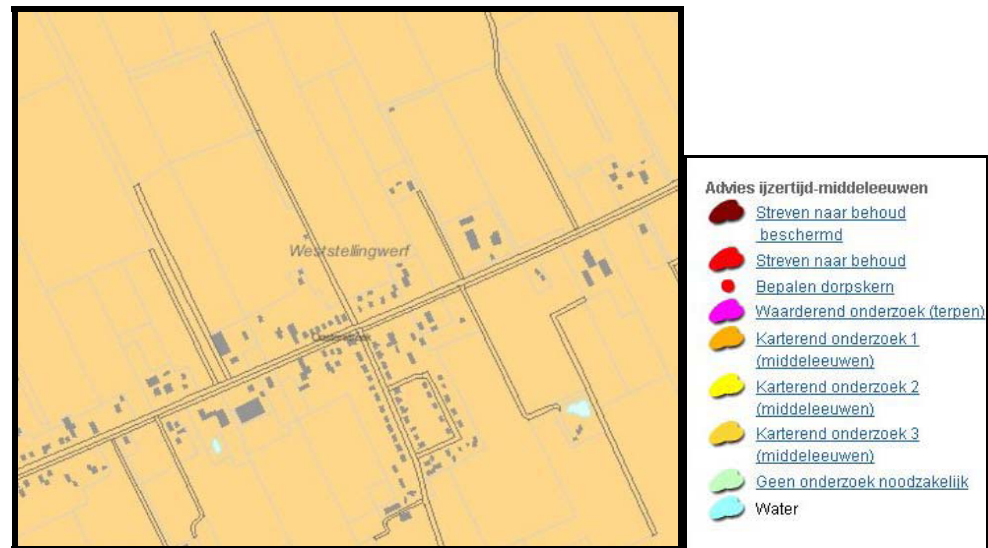 Weststellingwerf
Advies ijzertijd-middeleeuwen
Streven naar behoud
beschermd
Streven naar behoud
Bepalen dorpskern
Waarderend onderzoek (terpen)
Karterend onderzoek 1
(middeleeuwen)
Karterend onderzoek 2
(middeleeuwen)
Karterend onderzoek 3
(middeleeuwen)
Geen onderzoek noodzakelijk
Water